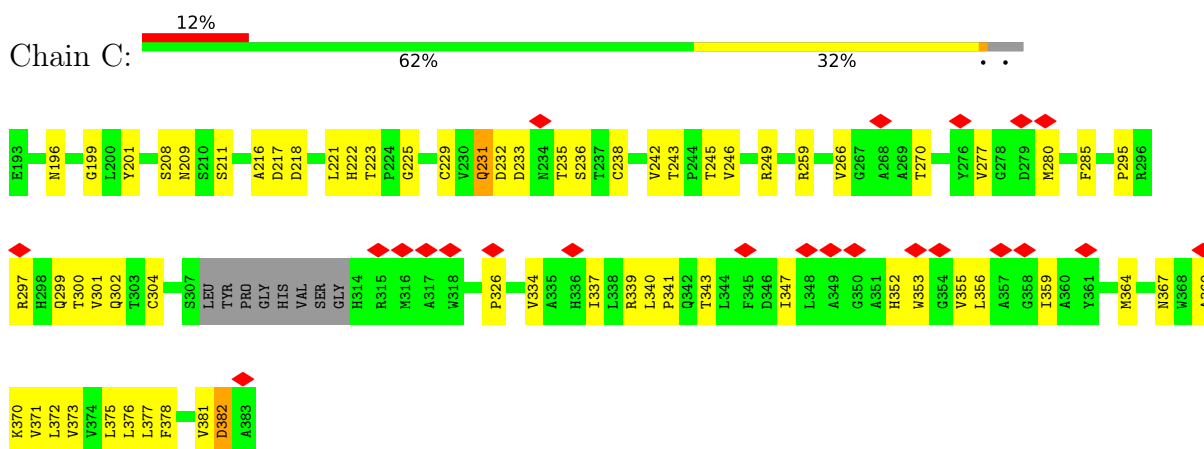 12%
Chain C:
62% 32% • •
E193 N196 G199 L200 Y201 S208 N209 S210 S211 A216 D217 D218 L221 H222 T223 P224 G225 C229 V230 Q231 D232 D233 N234 T235 S236 T237 C238 V242 T243 P244 T245 V246 R249 R259 V266 G267 A268 A269 T270 Y276 V277 G278 D279 M280 F285 P295 R296
R297 H298 Q299 T300 V301 Q302 T303 C304 S307 LEU TYR PRO GLY HIS VAL SER GLY H314 R315 M316 A317 W318 P326 V334 A335 H336 I337 L338 R339 L340 P341 Q342 T343 L344 F345 D346 I347 L348 A349 G350 A351 H352 W353 G354 V355 L356 A357 G358 I359 A360 Y361 M364 N367 W368
K370 V371 L372 V373 V374 L375 L376 L377 F378 V381 D382 A383